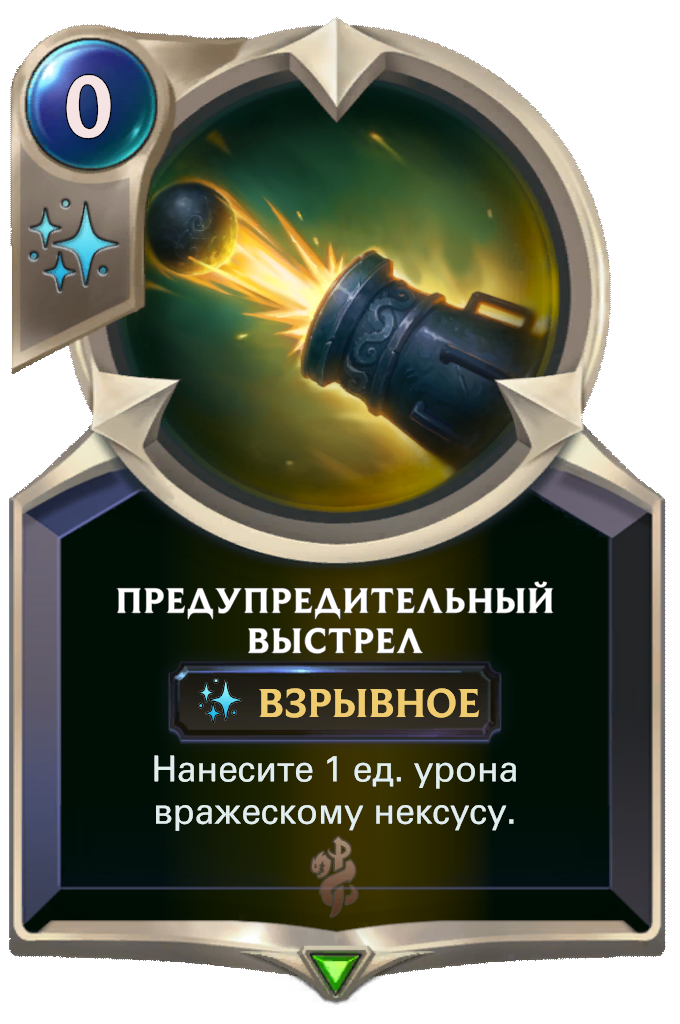 0
ПРЕДУПРЕДИТЕЛЬНЫЙ
ВЫСТРЕЛ
ВЗРЫВНОЕ
Нанесите 1 ед. урона
вражескому нексусу.